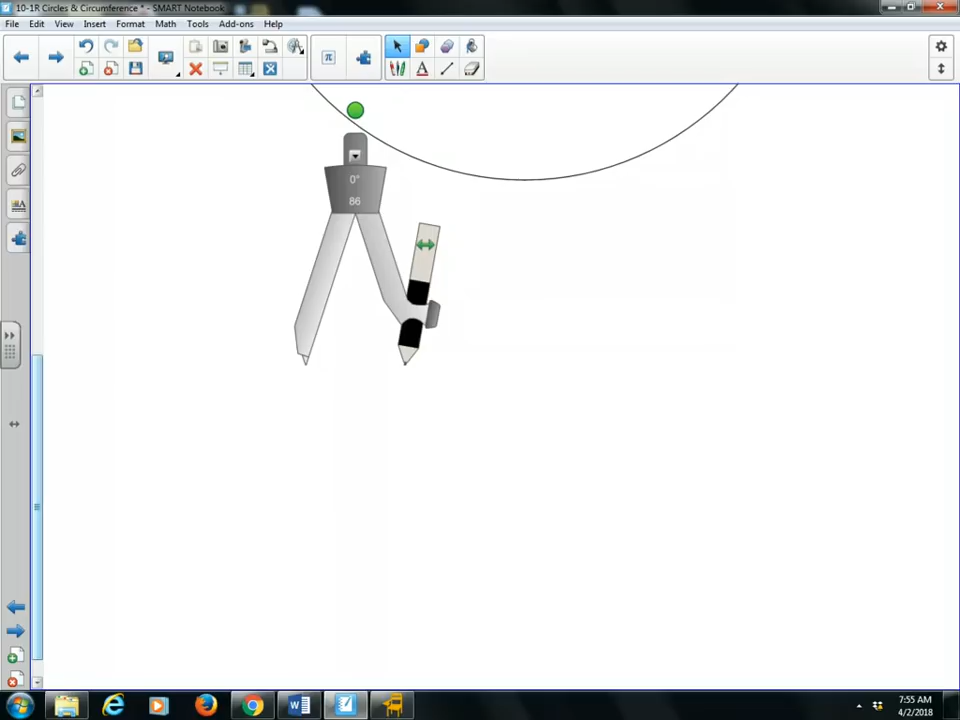 10-1R Circles & Circumference * - SMART Notebook
File Edit View Insert Format Math Tools Add-ons Help
π
A
A
0°
86
W
7:55 AM
4/2/2018